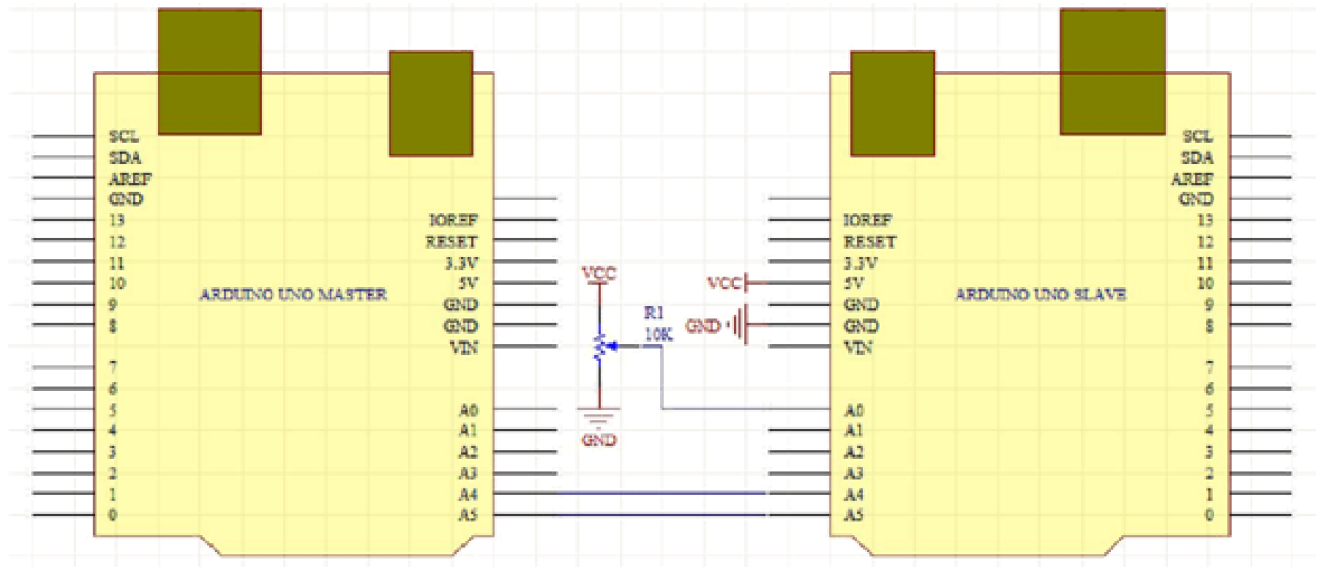 SCL
SDA
AREF
GND
13
12
11
10
9
8
7
6
5
4
3
2
1
0
ARDUINO UNO MASTER
IOREF
RESET
3.3V
5V
GND
GND
VIN
A0
A1
A2
A3
A4
A5
VCC
R1
10K
GND
VCC
GND
IOREF
RESET
3.3V
5V
GND
GND
VIN
A0
A1
A2
A3
A4
A5
ARDUINO UNO SLAVE
SCL
SDA
AREF
GND
13
12
11
10
9
8
7
6
5
4
3
2
1
0